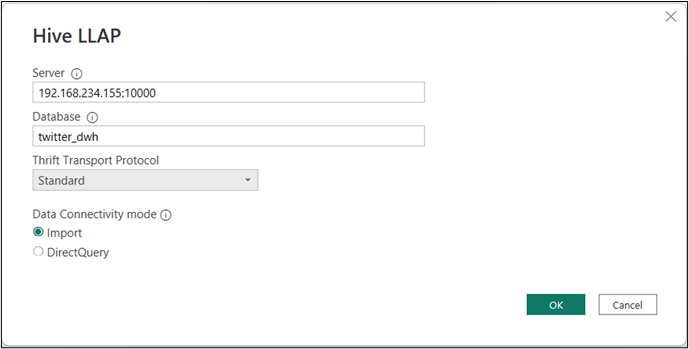 Hive LLAP
Server
192.168.234.155:10000
Database
twitter_dwh
Thrift Transport Protocol
Standard
Data Connectivity mode
Import
DirectQuery
OK Cancel